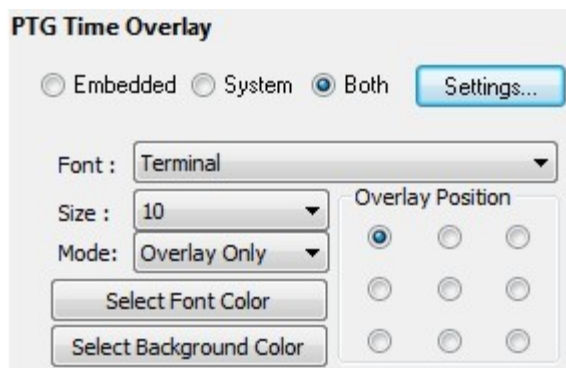 PTG Time Overlay
Embedded System Both Settings...
Font : Terminal
Size : 10
Overlay Position
Mode: Overlay Only
Select Font Color
Select Background Color